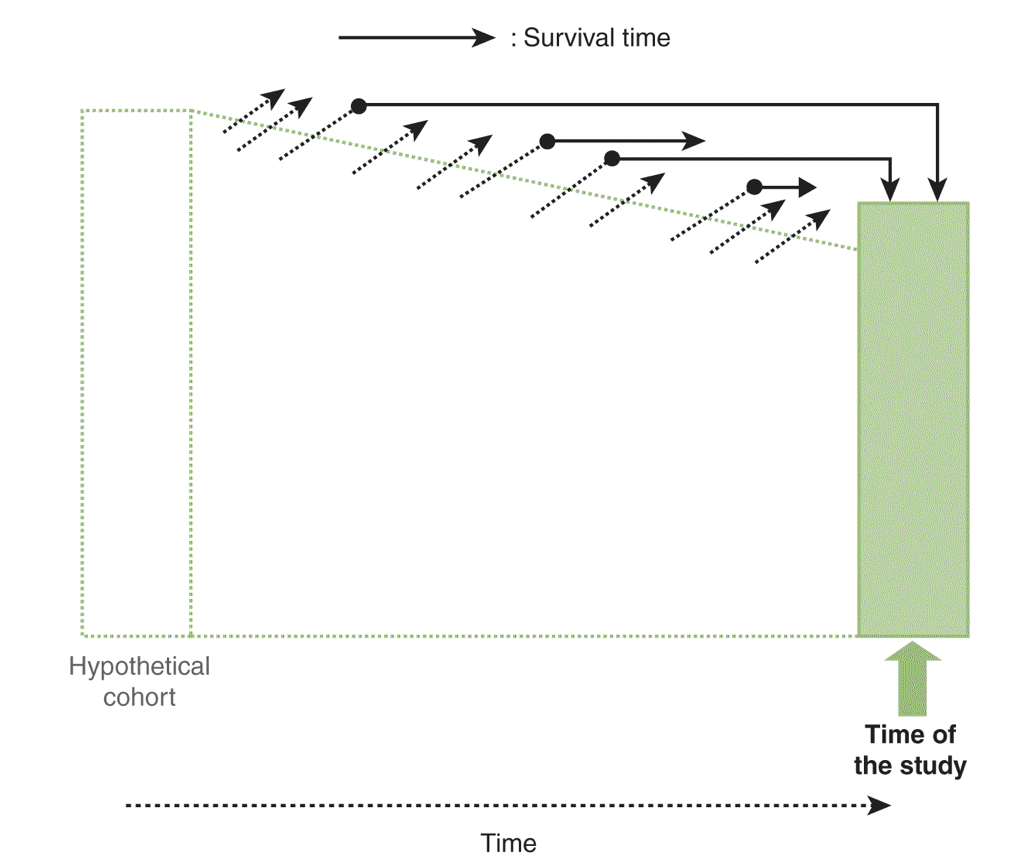 : Survival time
Hypothetical
cohort
Time of
the study
Time